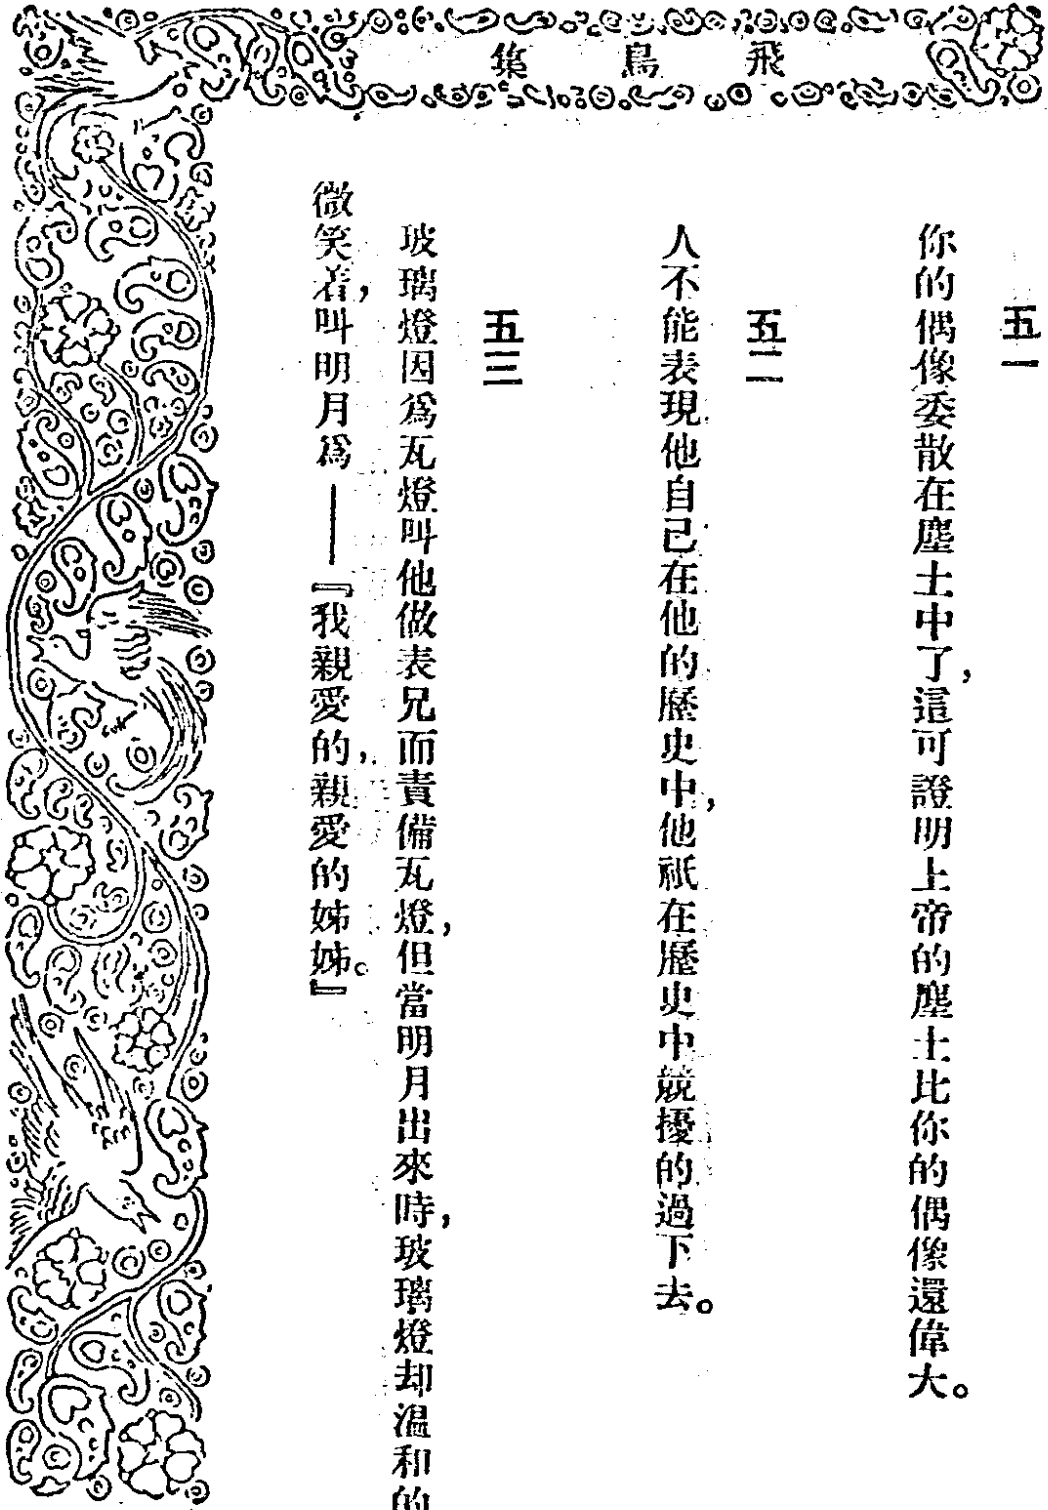 飛鳥集
五一
你的偶像委散在塵土中了，這可證明上帝的塵土比你的偶像還偉大。
五二
人不能表現他自己在他的歷史中，他祇在歷史中競擾的過下去。
五三
玻璃燈因爲瓦燈叫他做表兄而責備瓦燈，但當明月出來時，玻璃燈却溫和的
微笑着，叫明月爲——『我親愛的，親愛的姊姊。』